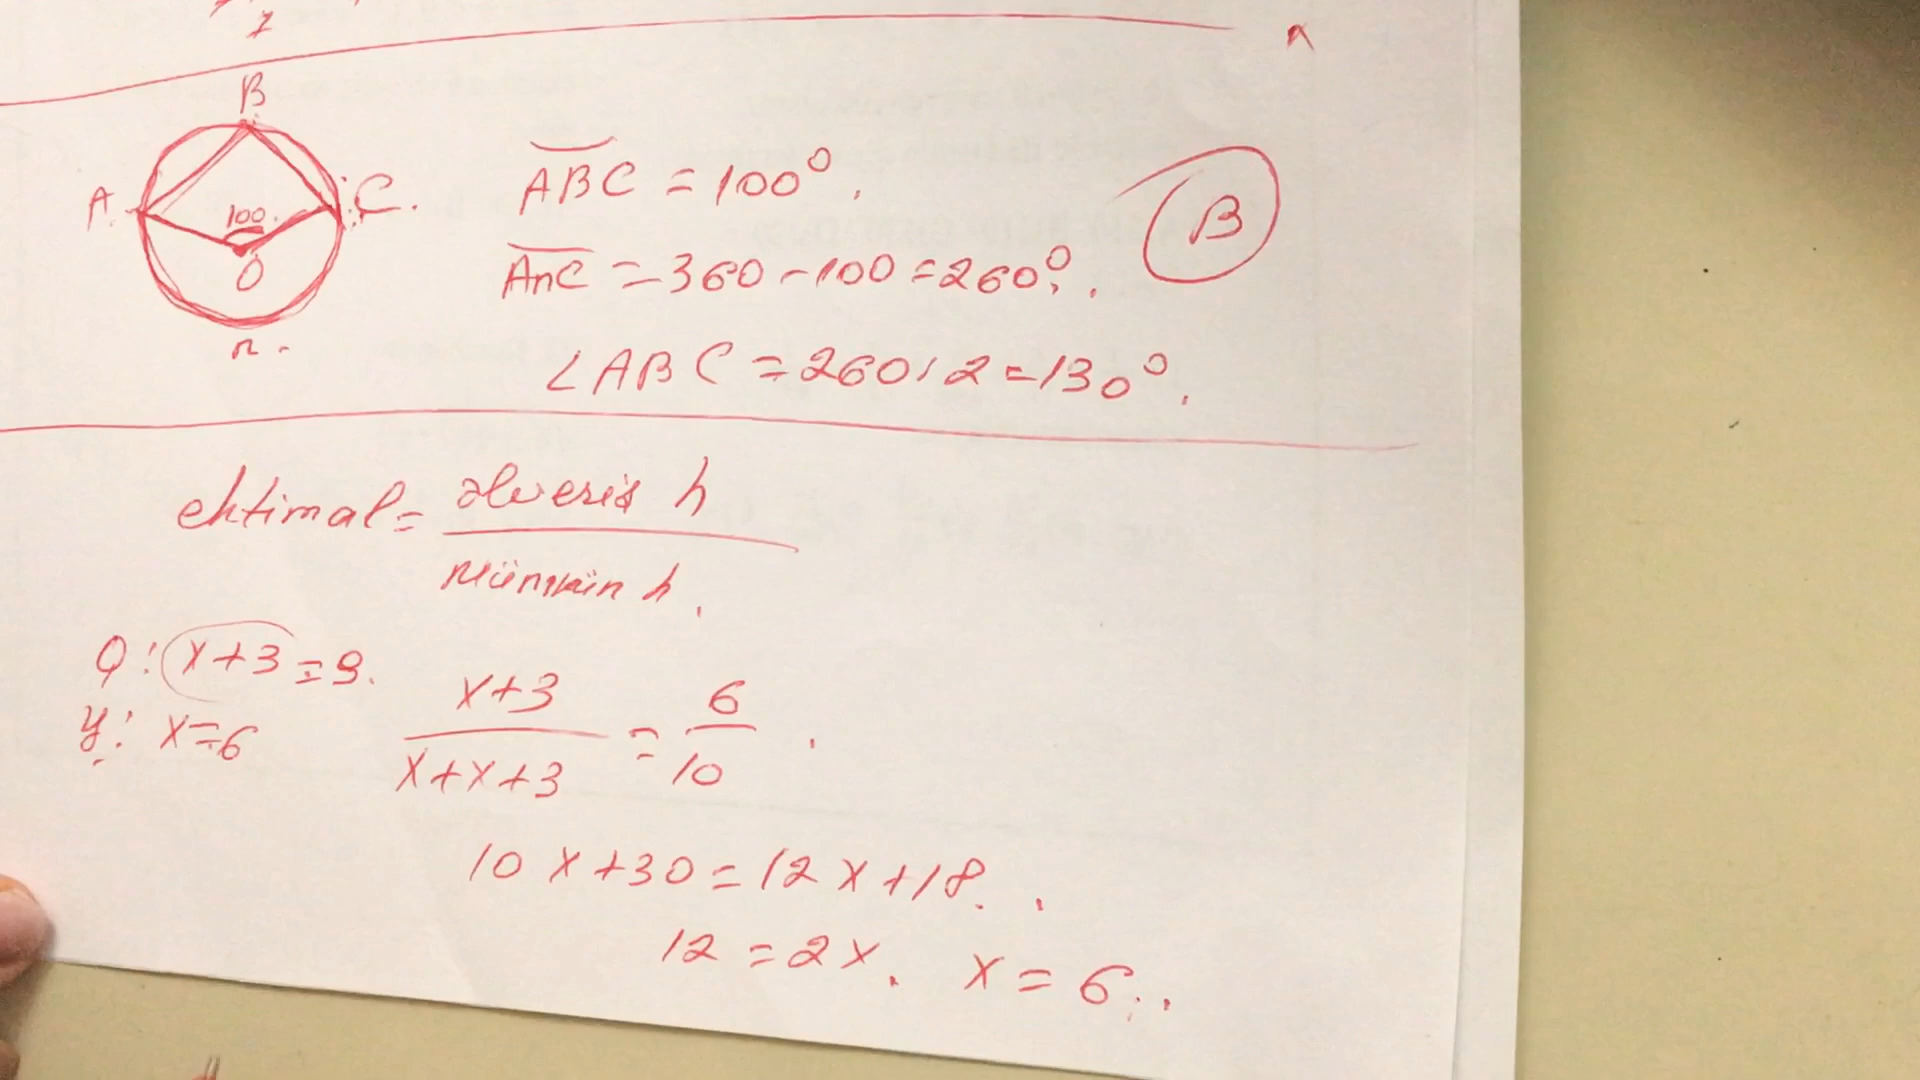 B
A. C.
100
O
n.
ABC = 100°.
AnC = 360 - 100 = 260°.
∠ABC = 260:2 = 130°.
B
ehtimal = əlverişli h
mümkün h.
Q: x+3 = 9.
Y: x = 6
x+3 / x+x+3 = 6 / 10
10x+30 = 12x+18.
12 = 2x. x = 6.